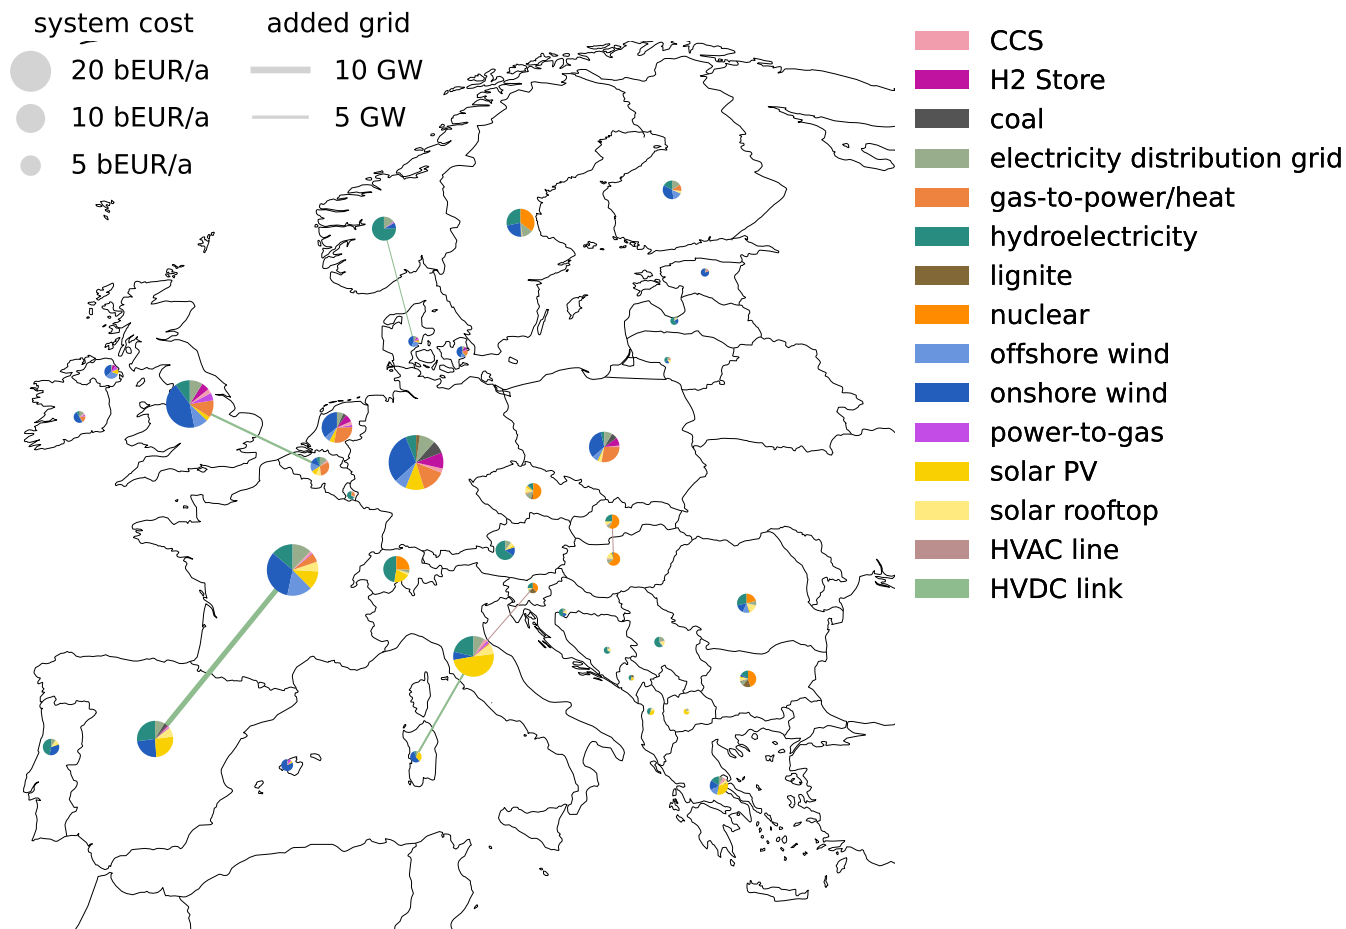 system cost
20 bEUR/a
10 bEUR/a
5 bEUR/a
added grid
10 GW
5 GW
CCS
H2 Store
coal
electricity distribution grid
gas-to-power/heat
hydroelectricity
lignite
nuclear
offshore wind
onshore wind
power-to-gas
solar PV
solar rooftop
HVAC line
HVDC link